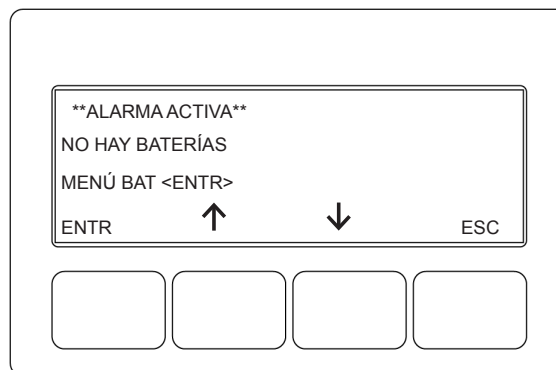 **ALARMA ACTIVA**
NO HAY BATERÍAS
MENÚ BAT <ENTR>
ENTR ↑ ↓ ESC